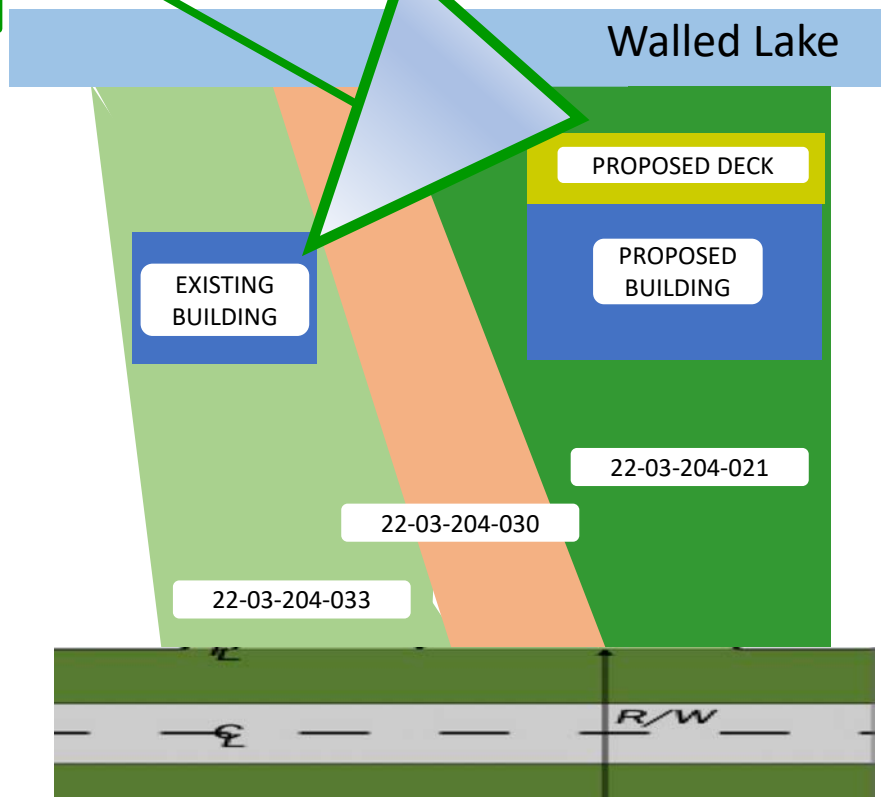 Walled Lake
PROPOSED DECK
PROPOSED
BUILDING
EXISTING
BUILDING
22-03-204-021
22-03-204-030
22-03-204-033
R/W
℄